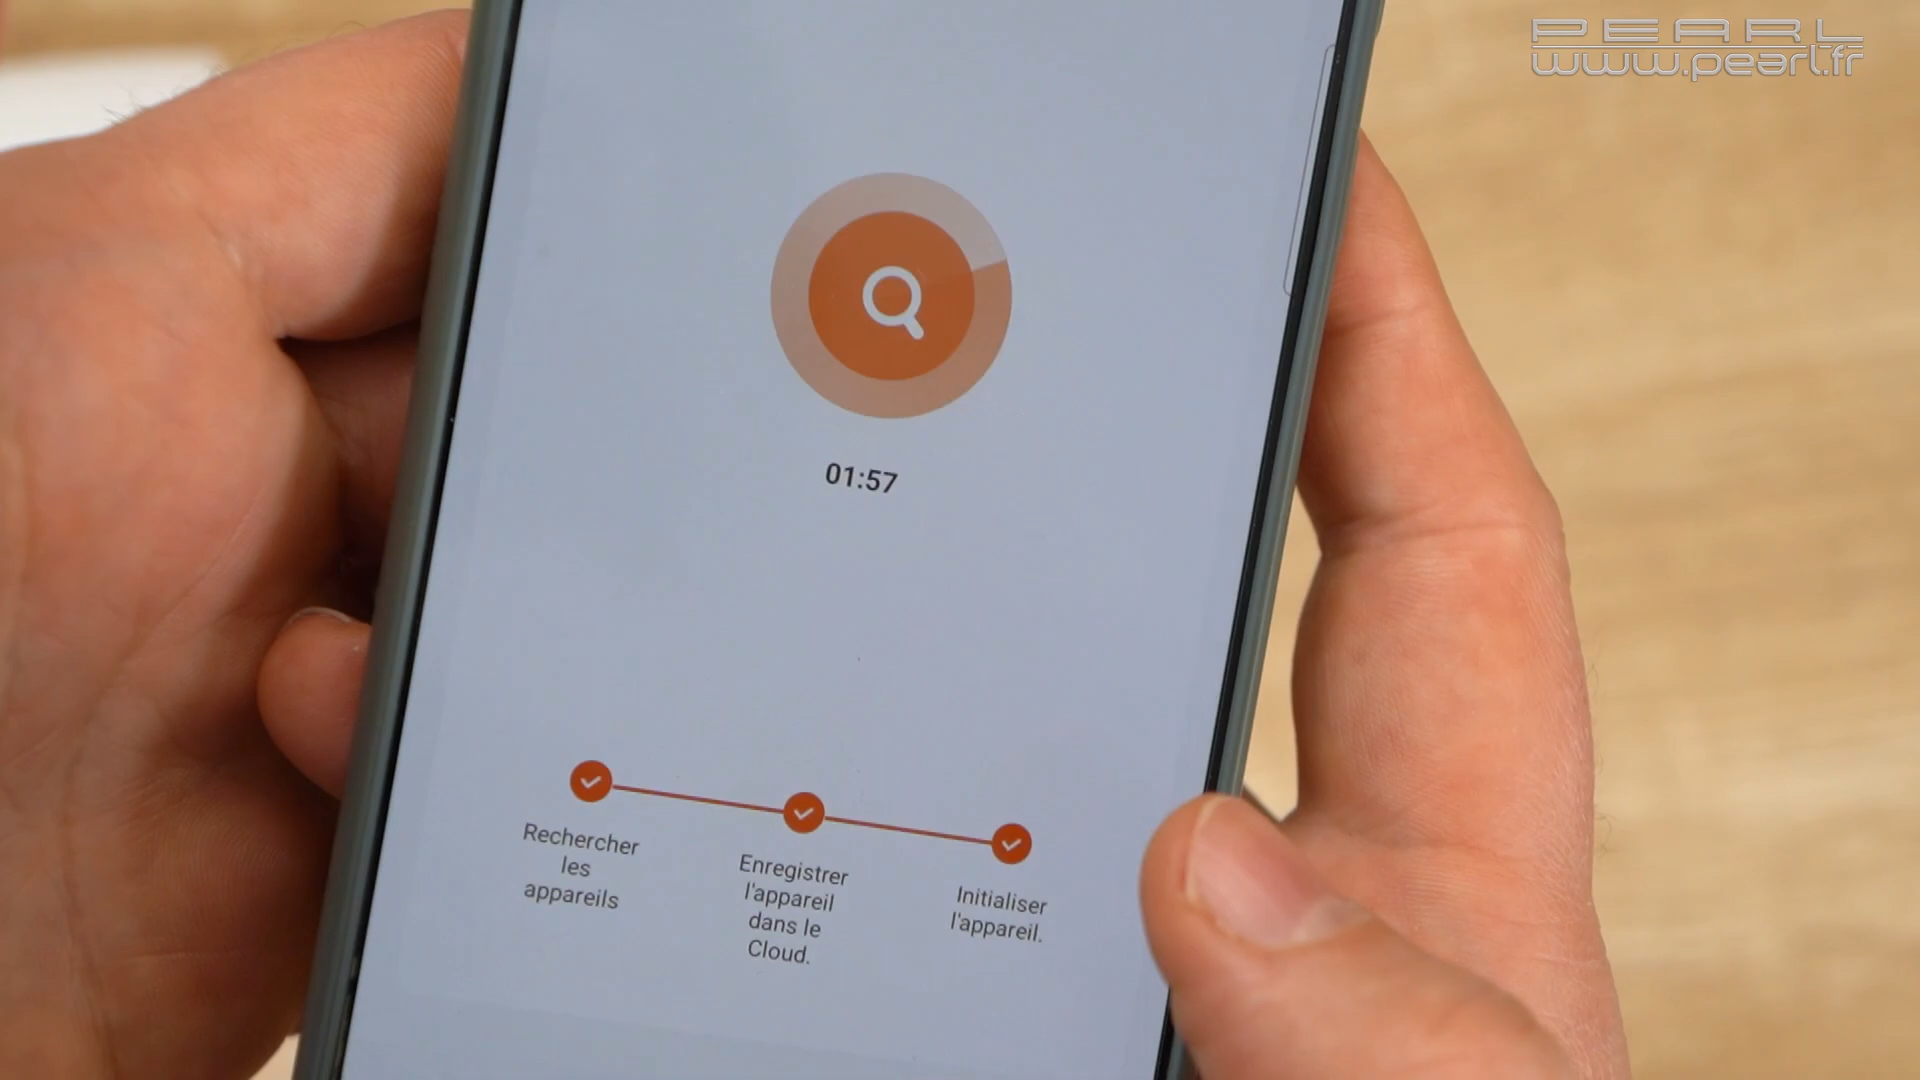 PEARL
www.pearl.fr
01:57
Rechercher
les
appareils
Enregistrer
l'appareil
dans le
Cloud.
Initialiser
l'appareil.